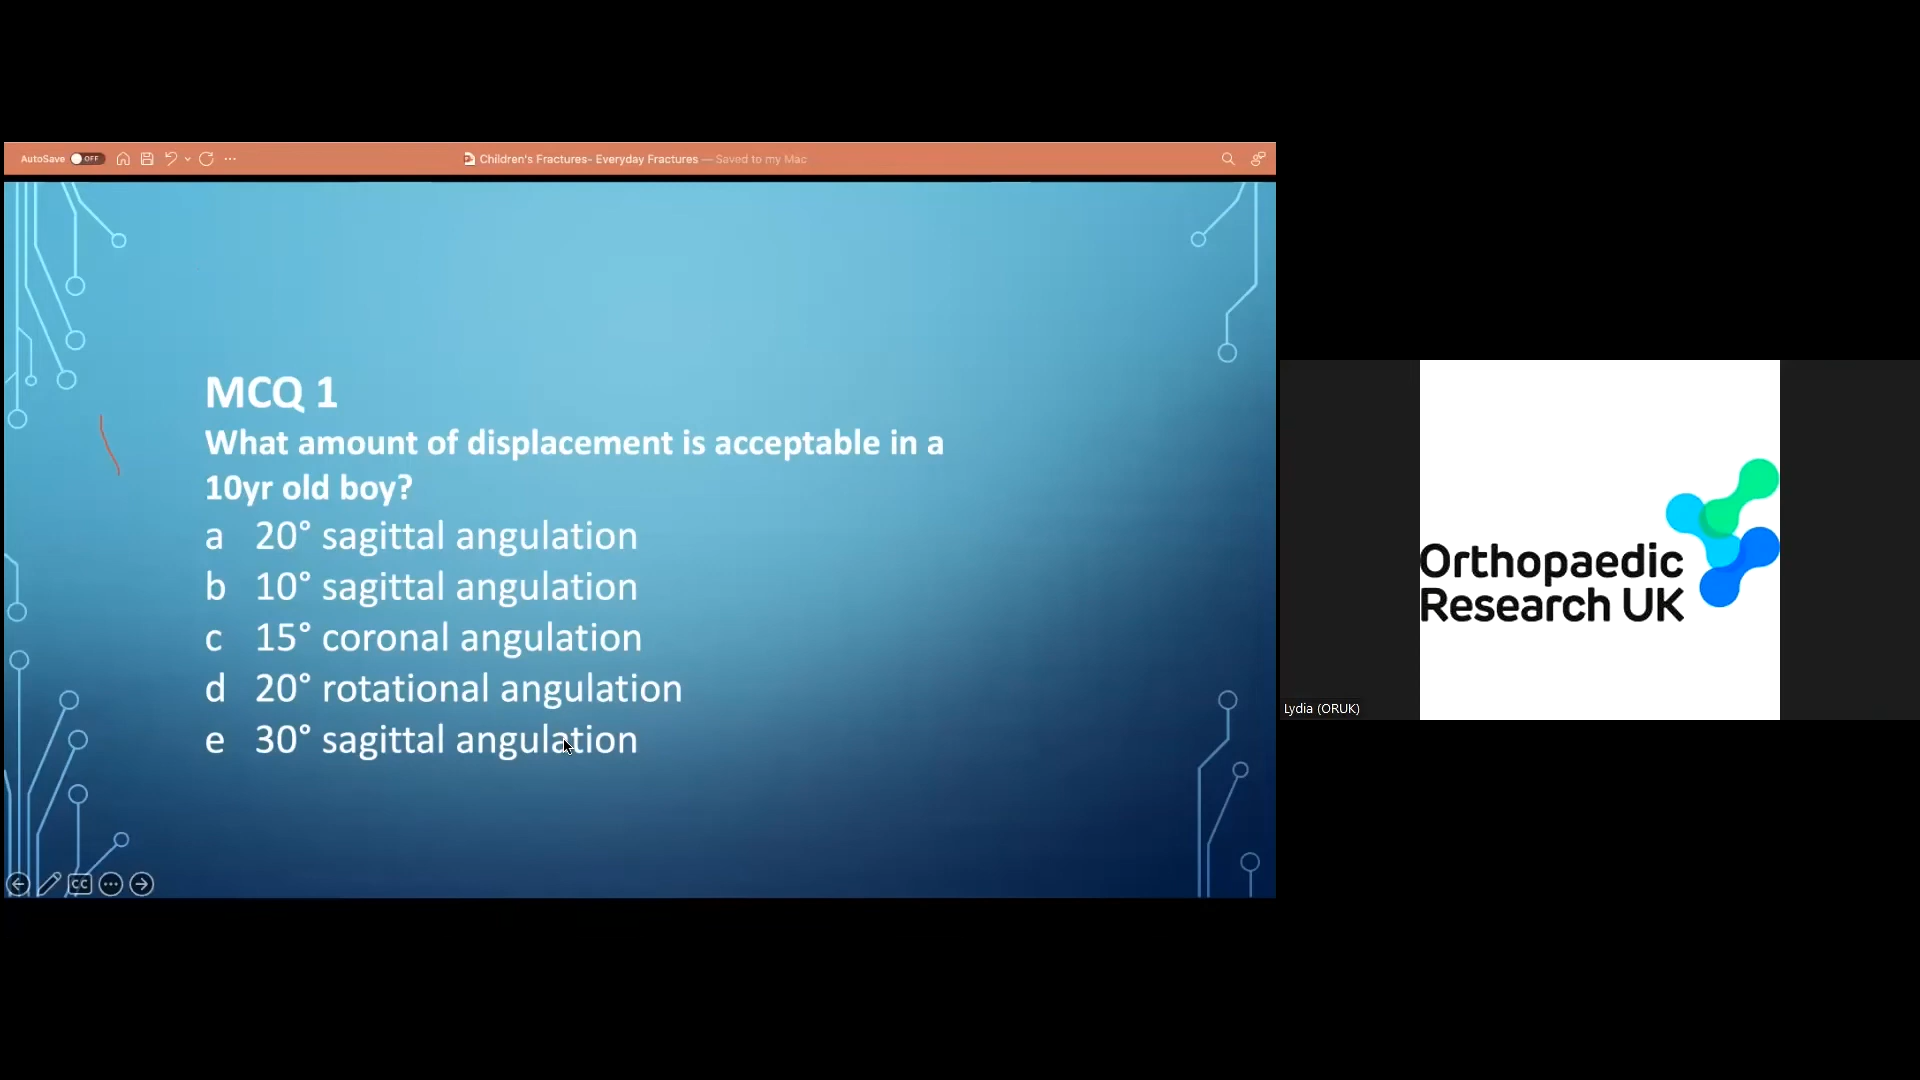 AutoSave OFF
Children's Fractures- Everyday Fractures — Saved to my Mac
MCQ 1
What amount of displacement is acceptable in a
10yr old boy?
a 20° sagittal angulation
b 10° sagittal angulation
c 15° coronal angulation
d 20° rotational angulation
e 30° sagittal angulation
CC
Orthopaedic
Research UK
Lydia (ORUK)